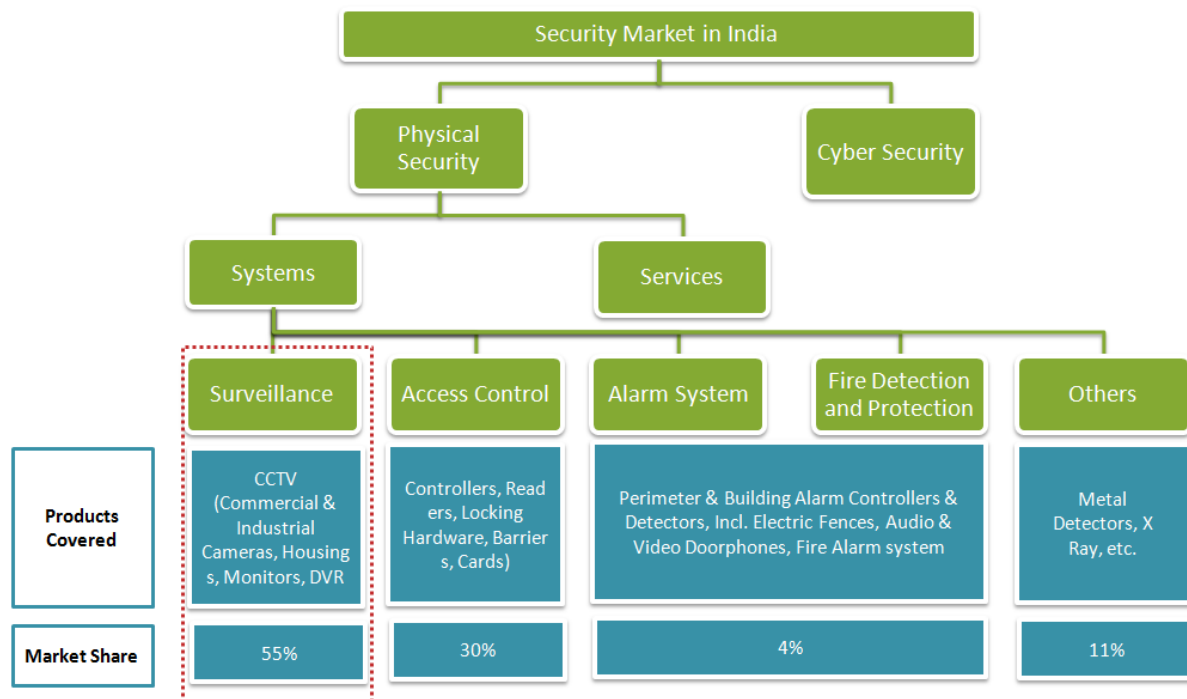 Security Market in India
Physical
Security
Cyber Security
Systems
Services
Surveillance
Access Control
Alarm System
Fire Detection
and Protection
Others
Products
Covered
CCTV
(Commercial &
Industrial
Cameras, Housing
s, Monitors, DVR
Controllers, Read
ers, Locking
Hardware, Barrier
s, Cards)
Perimeter & Building Alarm Controllers &
Detectors, Incl. Electric Fences, Audio &
Video Doorphones, Fire Alarm system
Metal
Detectors, X
Ray, etc.
Market Share
55%
30%
4%
11%